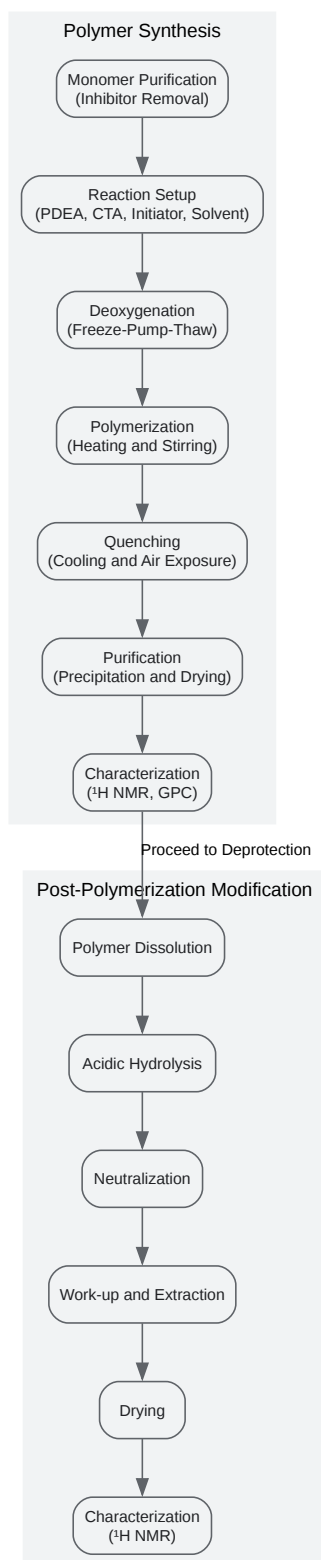 Polymer Synthesis
Monomer Purification
(Inhibitor Removal)
Reaction Setup
(PDEA, CTA, Initiator, Solvent)
Deoxygenation
(Freeze-Pump-Thaw)
Polymerization
(Heating and Stirring)
Quenching
(Cooling and Air Exposure)
Purification
(Precipitation and Drying)
Characterization
(¹H NMR, GPC)
Proceed to Deprotection
Post-Polymerization Modification
Polymer Dissolution
Acidic Hydrolysis
Neutralization
Work-up and Extraction
Drying
Characterization
(¹H NMR)